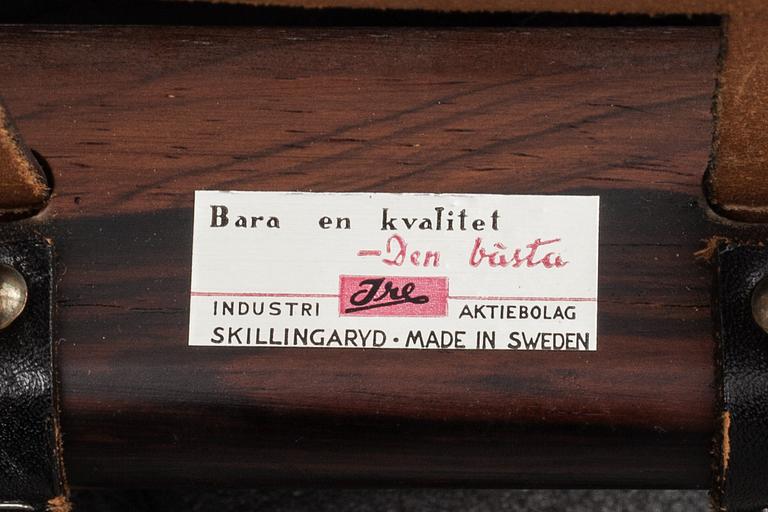 Bara en kvalitet
—Den bästa
Ire
INDUSTRI AKTIEBOLAG
SKILLINGARYD · MADE IN SWEDEN